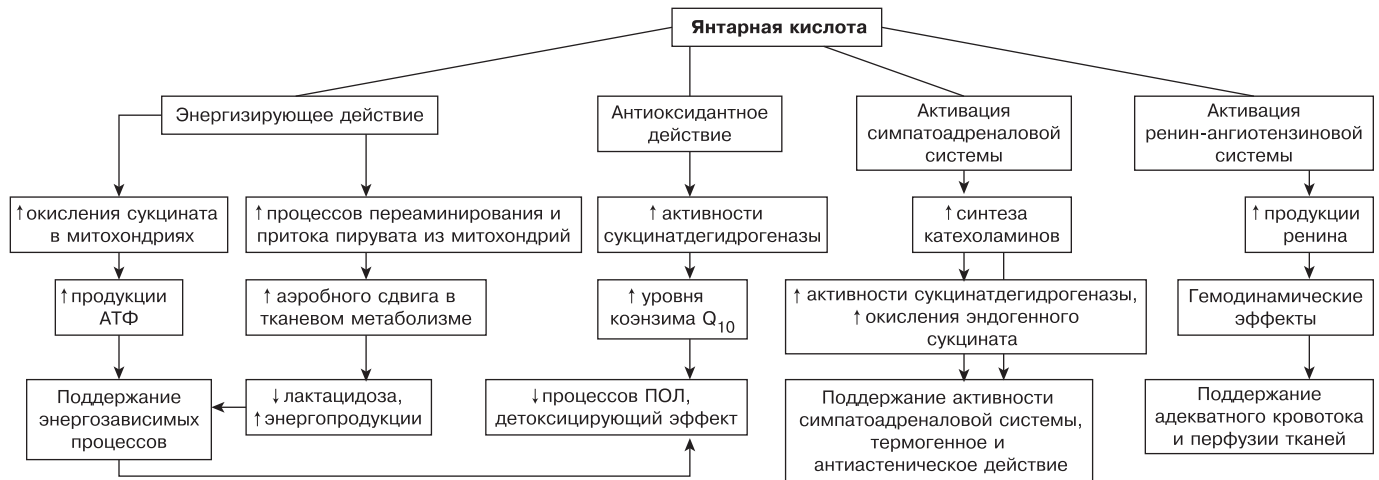 Янтарная кислота
Энергизирующее действие
Антиоксидантное
действие
Активация
симпатоадреналовой
системы
Активация
ренин-ангиотензиновой
системы
↑окисления сукцината
в митохондриях
↑процессов переаминирования и
притока пирувата из митохондрий
↑ активности
сукцинатдегидрогеназы
↑ синтеза
катехоламинов
↑ продукции
ренина
↑продукции
АТФ
↑ аэробного сдвига в
тканевом метаболизме
↑ уровня
коэнзима Q10
↑ активности сукцинатдегидрогеназы,
↑ окисления эндогенного
сукцината
Гемодинамические
эффекты
Поддержание
энергозависимых
процессов
↓ лактацидоза,
↑энергопродукции
↓процессов ПОЛ,
детоксицирующий эффект
Поддержание активности
симпатоадреналовой системы,
термогенное и
антиастеническое действие
Поддержание
адекватного кровотока
и перфузии тканей